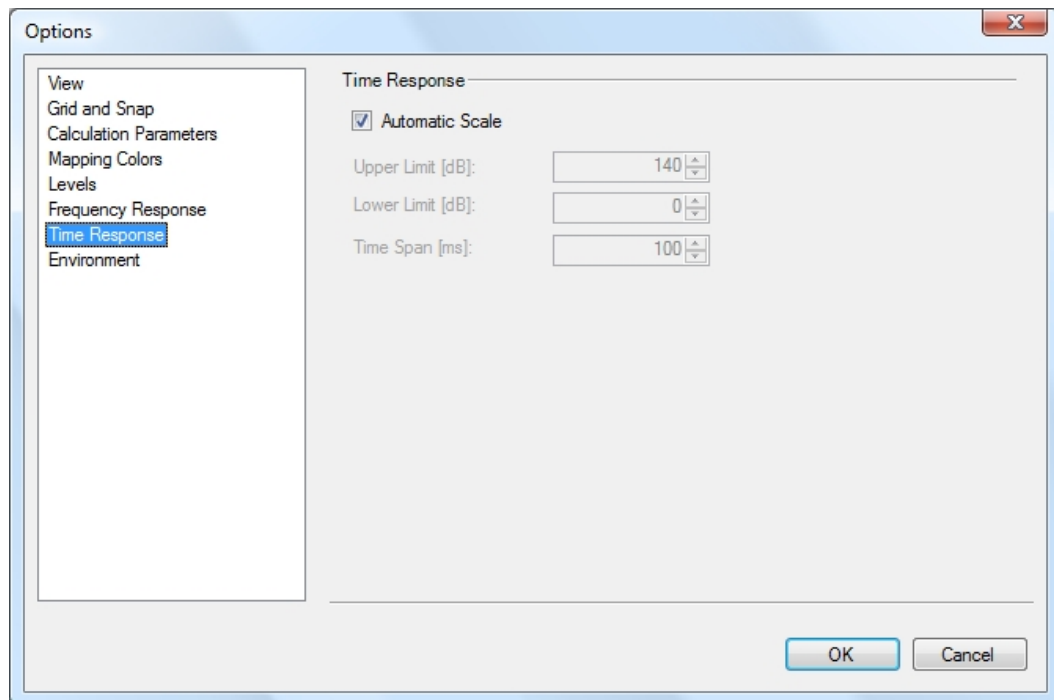 Options
View
Grid and Snap
Calculation Parameters
Mapping Colors
Levels
Frequency Response
Time Response
Environment
Time Response
Automatic Scale
Upper Limit [dB]: 140
Lower Limit [dB]: 0
Time Span [ms]: 100
OK Cancel